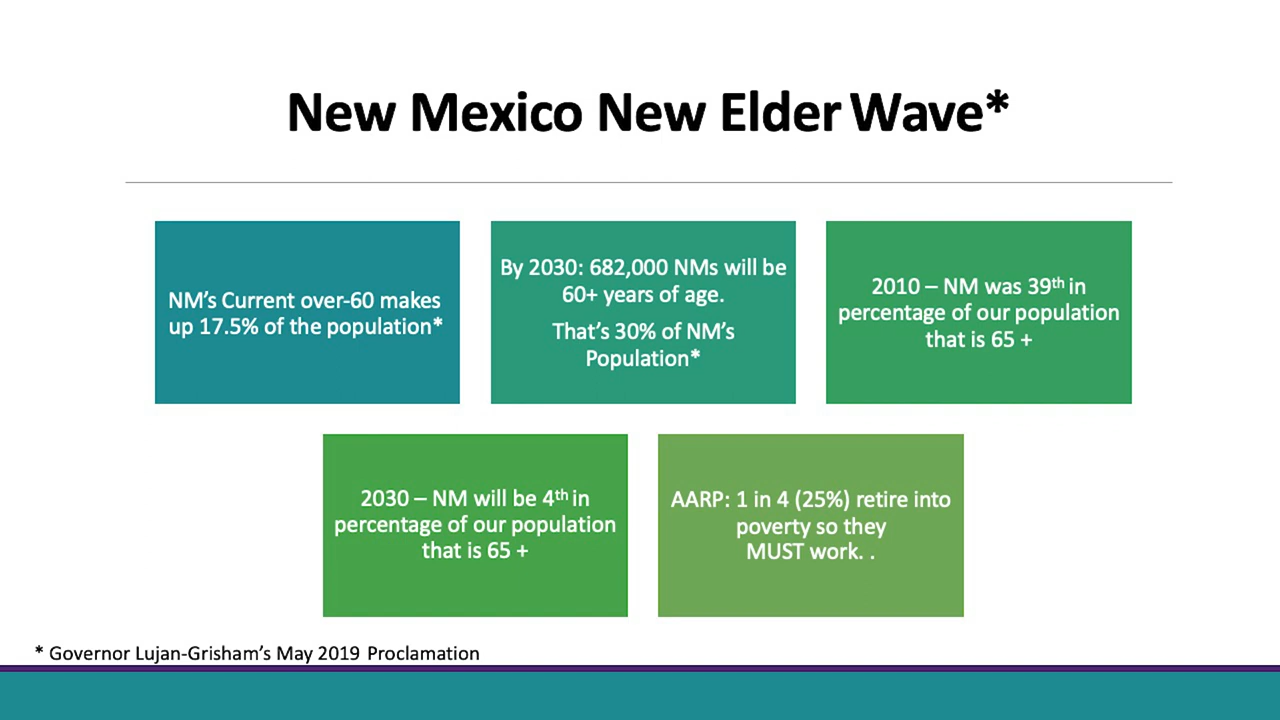 New Mexico New Elder Wave*
NM’s Current over-60 makes
up 17.5% of the population*
By 2030: 682,000 NMs will be
60+ years of age.
That’s 30% of NM’s
Population*
2010 – NM was 39th in
percentage of our population
that is 65 +
2030 – NM will be 4th in
percentage of our population
that is 65 +
AARP: 1 in 4 (25%) retire into
poverty so they
MUST work. .
* Governor Lujan-Grisham’s May 2019 Proclamation